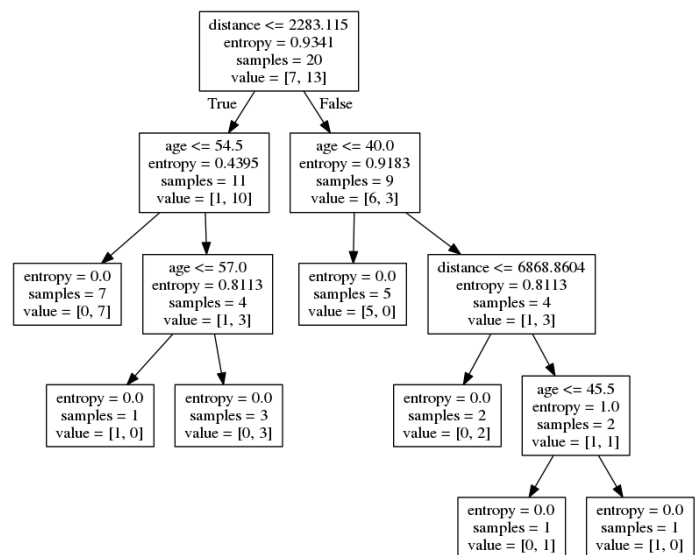 distance <= 2283.115
entropy = 0.9341
samples = 20
value = [7, 13]
True
False
age <= 54.5
entropy = 0.4395
samples = 11
value = [1, 10]
age <= 40.0
entropy = 0.9183
samples = 9
value = [6, 3]
entropy = 0.0
samples = 7
value = [0, 7]
age <= 57.0
entropy = 0.8113
samples = 4
value = [1, 3]
entropy = 0.0
samples = 5
value = [5, 0]
distance <= 6868.8604
entropy = 0.8113
samples = 4
value = [1, 3]
entropy = 0.0
samples = 1
value = [1, 0]
entropy = 0.0
samples = 3
value = [0, 3]
entropy = 0.0
samples = 2
value = [0, 2]
age <= 45.5
entropy = 1.0
samples = 2
value = [1, 1]
entropy = 0.0
samples = 1
value = [0, 1]
entropy = 0.0
samples = 1
value = [1, 0]